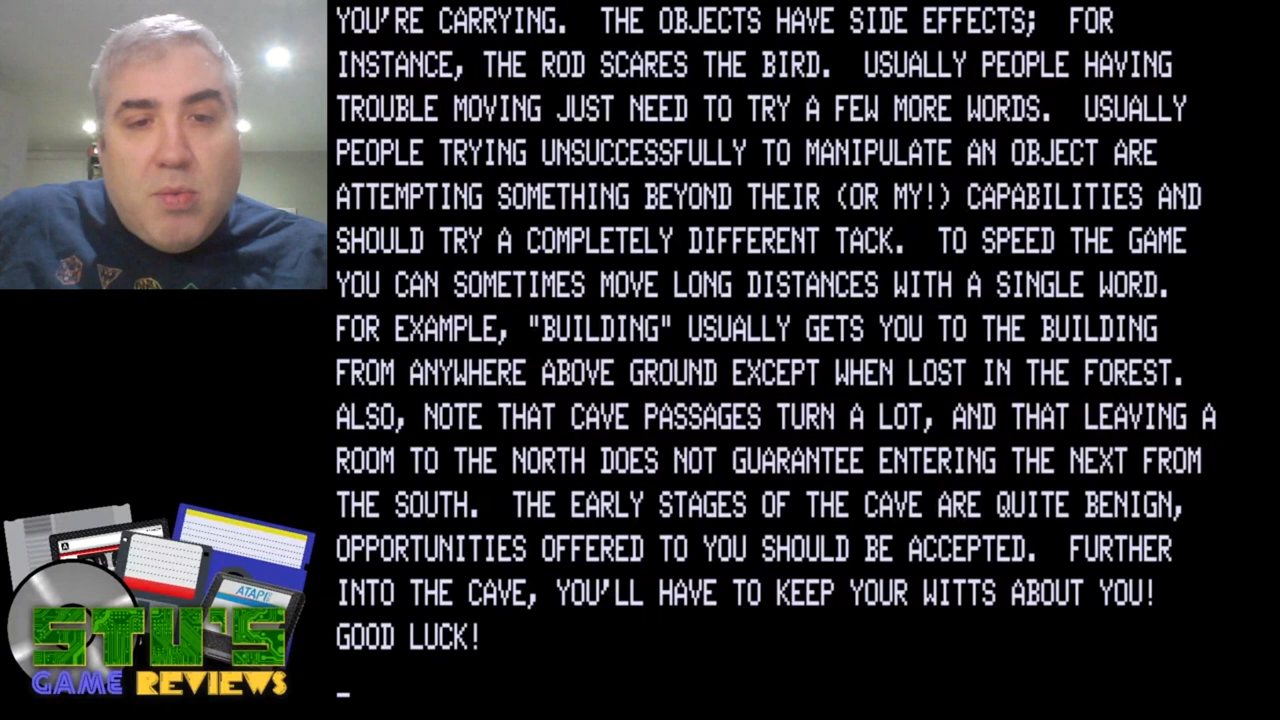 YOU'RE CARRYING.  THE OBJECTS HAVE SIDE EFFECTS;  FOR
INSTANCE, THE ROD SCARES THE BIRD.  USUALLY PEOPLE HAVING
TROUBLE MOVING JUST NEED TO TRY A FEW MORE WORDS.  USUALLY
PEOPLE TRYING UNSUCCESSFULLY TO MANIPULATE AN OBJECT ARE
ATTEMPTING SOMETHING BEYOND THEIR (OR MY!) CAPABILITIES AND
SHOULD TRY A COMPLETELY DIFFERENT TACK.  TO SPEED THE GAME
YOU CAN SOMETIMES MOVE LONG DISTANCES WITH A SINGLE WORD.
FOR EXAMPLE, "BUILDING" USUALLY GETS YOU TO THE BUILDING
FROM ANYWHERE ABOVE GROUND EXCEPT WHEN LOST IN THE FOREST.
ALSO, NOTE THAT CAVE PASSAGES TURN A LOT, AND THAT LEAVING A
ROOM TO THE NORTH DOES NOT GUARANTEE ENTERING THE NEXT FROM
THE SOUTH.  THE EARLY STAGES OF THE CAVE ARE QUITE BENIGN,
OPPORTUNITIES OFFERED TO YOU SHOULD BE ACCEPTED.  FURTHER
INTO THE CAVE, YOU'LL HAVE TO KEEP YOUR WITTS ABOUT YOU!
GOOD LUCK!
_
A
ATAPI
STU'S
GAME REVIEWS